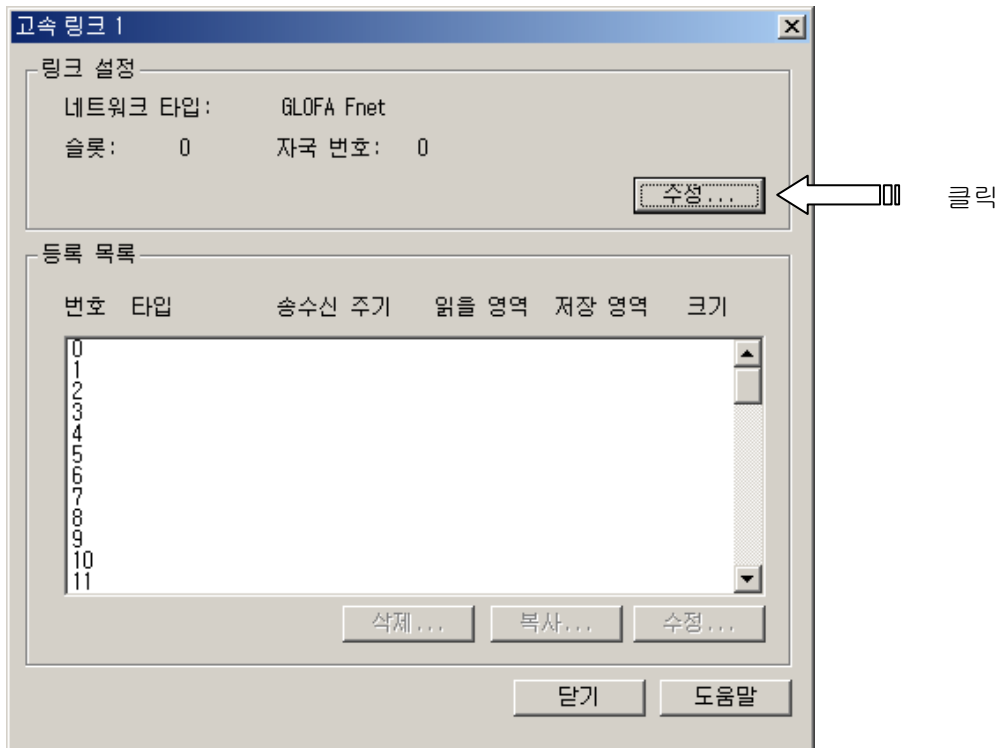 고속 링크 1
링크 설정
네트워크 타입: GLOFA Fnet
슬롯: 0 자국 번호: 0
수정... 클릭
등록 목록
번호 타입 송수신 주기 읽을 영역 저장 영역 크기
0
1
2
3
4
5
6
7
8
9
10
11
삭제... 복사... 수정...
닫기 도움말